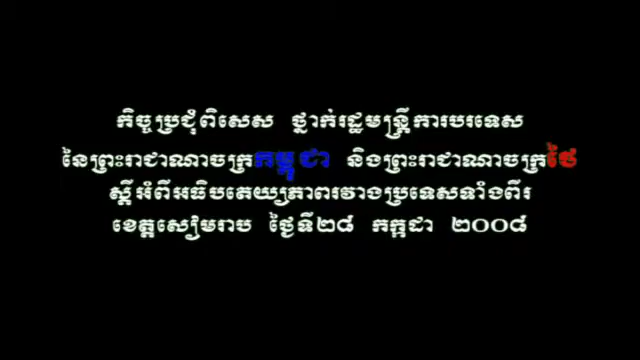 កិច្ចប្រជុំពិសេស ថ្នាក់រដ្ឋមន្ត្រីការបរទេស
នៃព្រះរាជាណាចក្រកម្ពុជា និងព្រះរាជាណាចក្រថៃ
ស្តីអំពីអធិបតេយ្យភាពរវាងប្រទេសទាំងពីរ
ខេត្តសៀមរាប ថ្ងៃទី២៨ កក្កដា ២០០៨